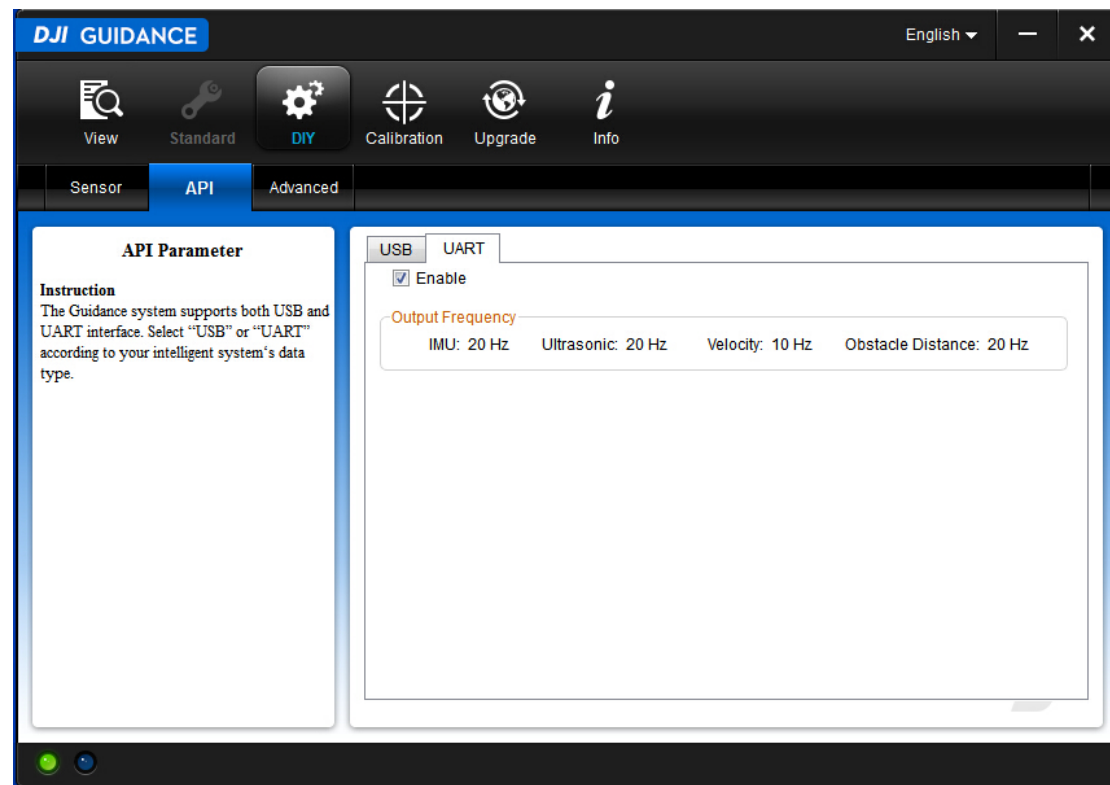 DJI GUIDANCE
English
View
Standard
DIY
Calibration
Upgrade
Info
Sensor
API
Advanced
API Parameter
Instruction
The Guidance system supports both USB and
UART interface. Select “USB” or “UART”
according to your intelligent system‘s data
type.
USB
UART
Enable
Output Frequency
IMU: 20 Hz Ultrasonic: 20 Hz Velocity: 10 Hz Obstacle Distance: 20 Hz